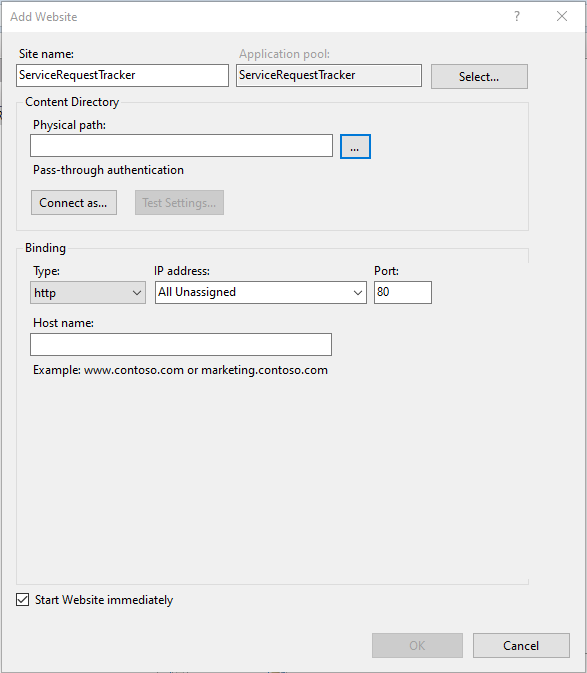 Add Website ?
Site name: Application pool:
ServiceRequestTracker ServiceRequestTracker Select...
Content Directory
Physical path:
...
Pass-through authentication
Connect as... Test Settings...
Binding
Type: IP address: Port:
http All Unassigned 80
Host name:
Example: www.contoso.com or marketing.contoso.com
Start Website immediately
OK Cancel